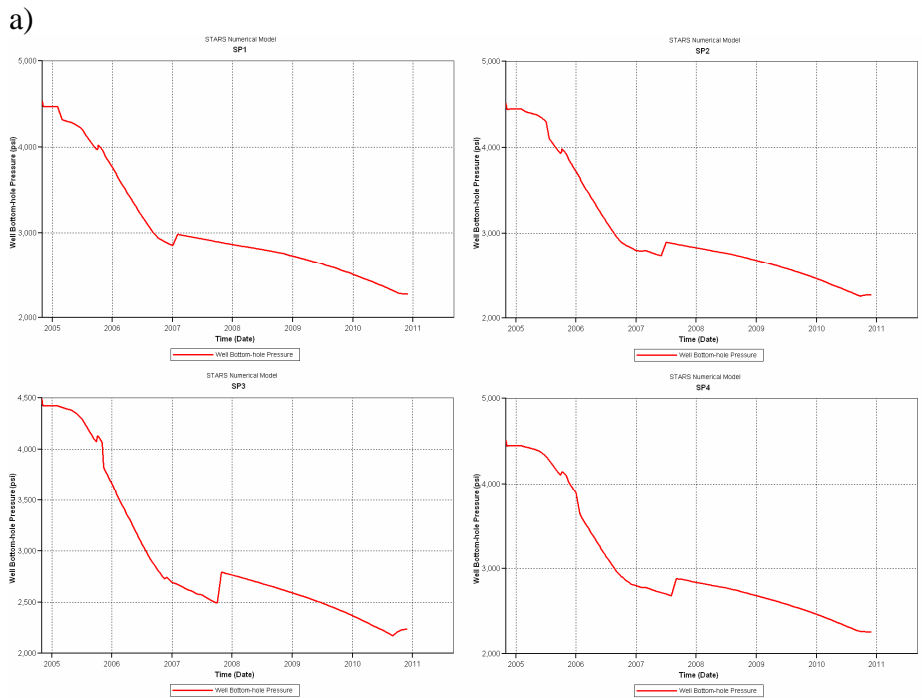 a)
STARS Numerical Model
SP1
Well Bottom-hole Pressure (psi)
5,000
4,000
3,000
2,000
2005 2006 2007 2008 2009 2010 2011
Time (Date)
Well Bottom-hole Pressure
STARS Numerical Model
SP2
Well Bottom-hole Pressure (psi)
5,000
4,000
3,000
2,000
2005 2006 2007 2008 2009 2010 2011
Time (Date)
Well Bottom-hole Pressure
STARS Numerical Model
SP3
Well Bottom-hole Pressure (psi)
4,500
4,000
3,500
3,000
2,500
2,000
2005 2006 2007 2008 2009 2010 2011
Time (Date)
Well Bottom-hole Pressure
STARS Numerical Model
SP4
Well Bottom-hole Pressure (psi)
5,000
4,000
3,000
2,000
2005 2006 2007 2008 2009 2010 2011
Time (Date)
Well Bottom-hole Pressure